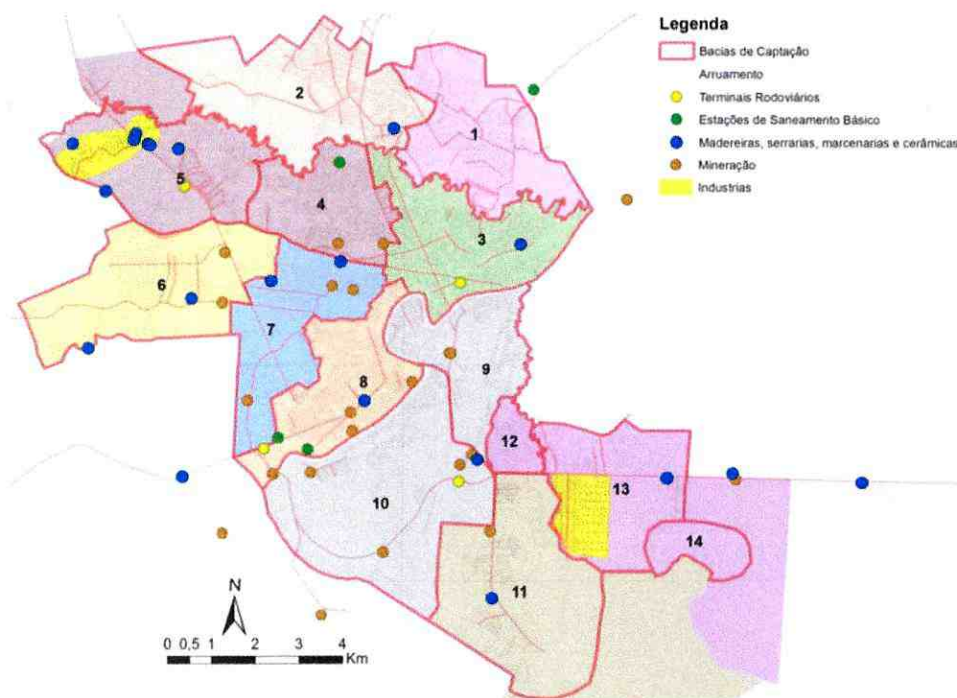 Legenda
Bacias de Captação
Arruamento
Terminais Rodoviários
Estações de Saneamento Básico
Madeireiras, serrarias, marcenarias e cerâmicas
Mineração
Industrias
2
1
5
4
3
6
7
8
9
12
13
10
14
11
N
0 0,5 1 2 3 4
Km